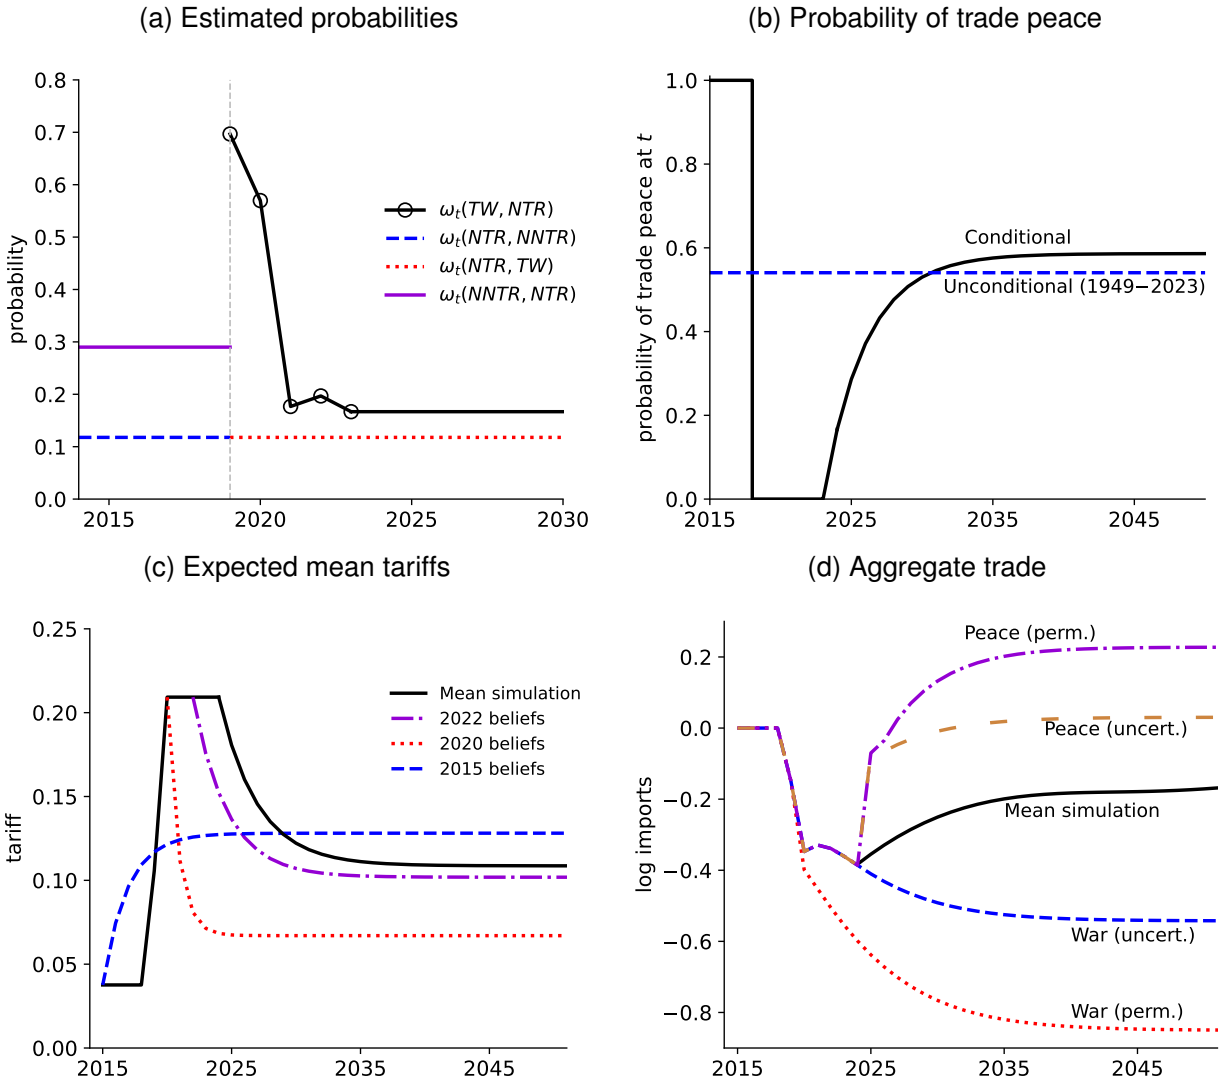 (a) Estimated probabilities
0.8
0.7
0.6
0.5
0.4
0.3
0.2
0.1
0.0
probability
2015
2020
2025
2030
ω_t(TW, NTR)
ω_t(NTR, NNTR)
ω_t(NTR, TW)
ω_t(NNTR, NTR)
(b) Probability of trade peace
1.0
0.8
0.6
0.4
0.2
0.0
probability of trade peace at t
2015
2025
2035
2045
Conditional
Unconditional (1949−2023)
(c) Expected mean tariffs
0.25
0.20
0.15
0.10
0.05
0.00
tariff
2015
2025
2035
2045
Mean simulation
2022 beliefs
2020 beliefs
2015 beliefs
(d) Aggregate trade
0.2
0.0
−0.2
−0.4
−0.6
−0.8
log imports
2015
2025
2035
2045
Peace (perm.)
Peace (uncert.)
Mean simulation
War (uncert.)
War (perm.)